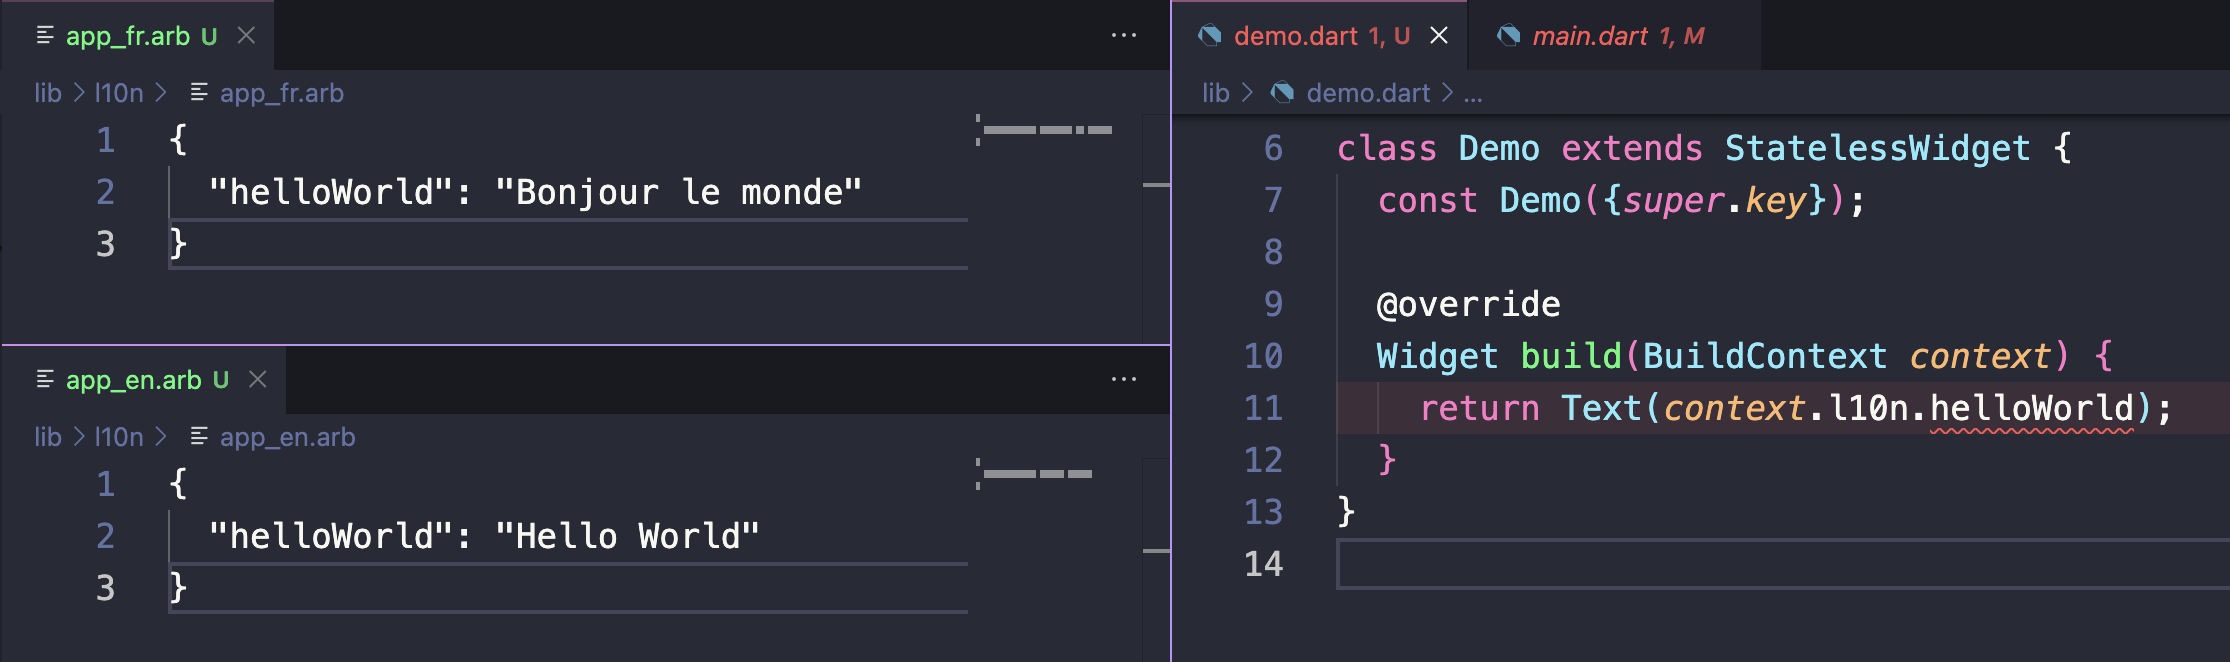 app_fr.arb U
lib > l10n > app_fr.arb
1 {
2 "helloWorld": "Bonjour le monde"
3 }
app_en.arb U
lib > l10n > app_en.arb
1 {
2 "helloWorld": "Hello World"
3 }
demo.dart 1, U
main.dart 1, M
lib > demo.dart > ...
6 class Demo extends StatelessWidget {
7 const Demo({super.key});
8
9 @override
10 Widget build(BuildContext context) {
11 return Text(context.l10n.helloWorld);
12 }
13 }
14